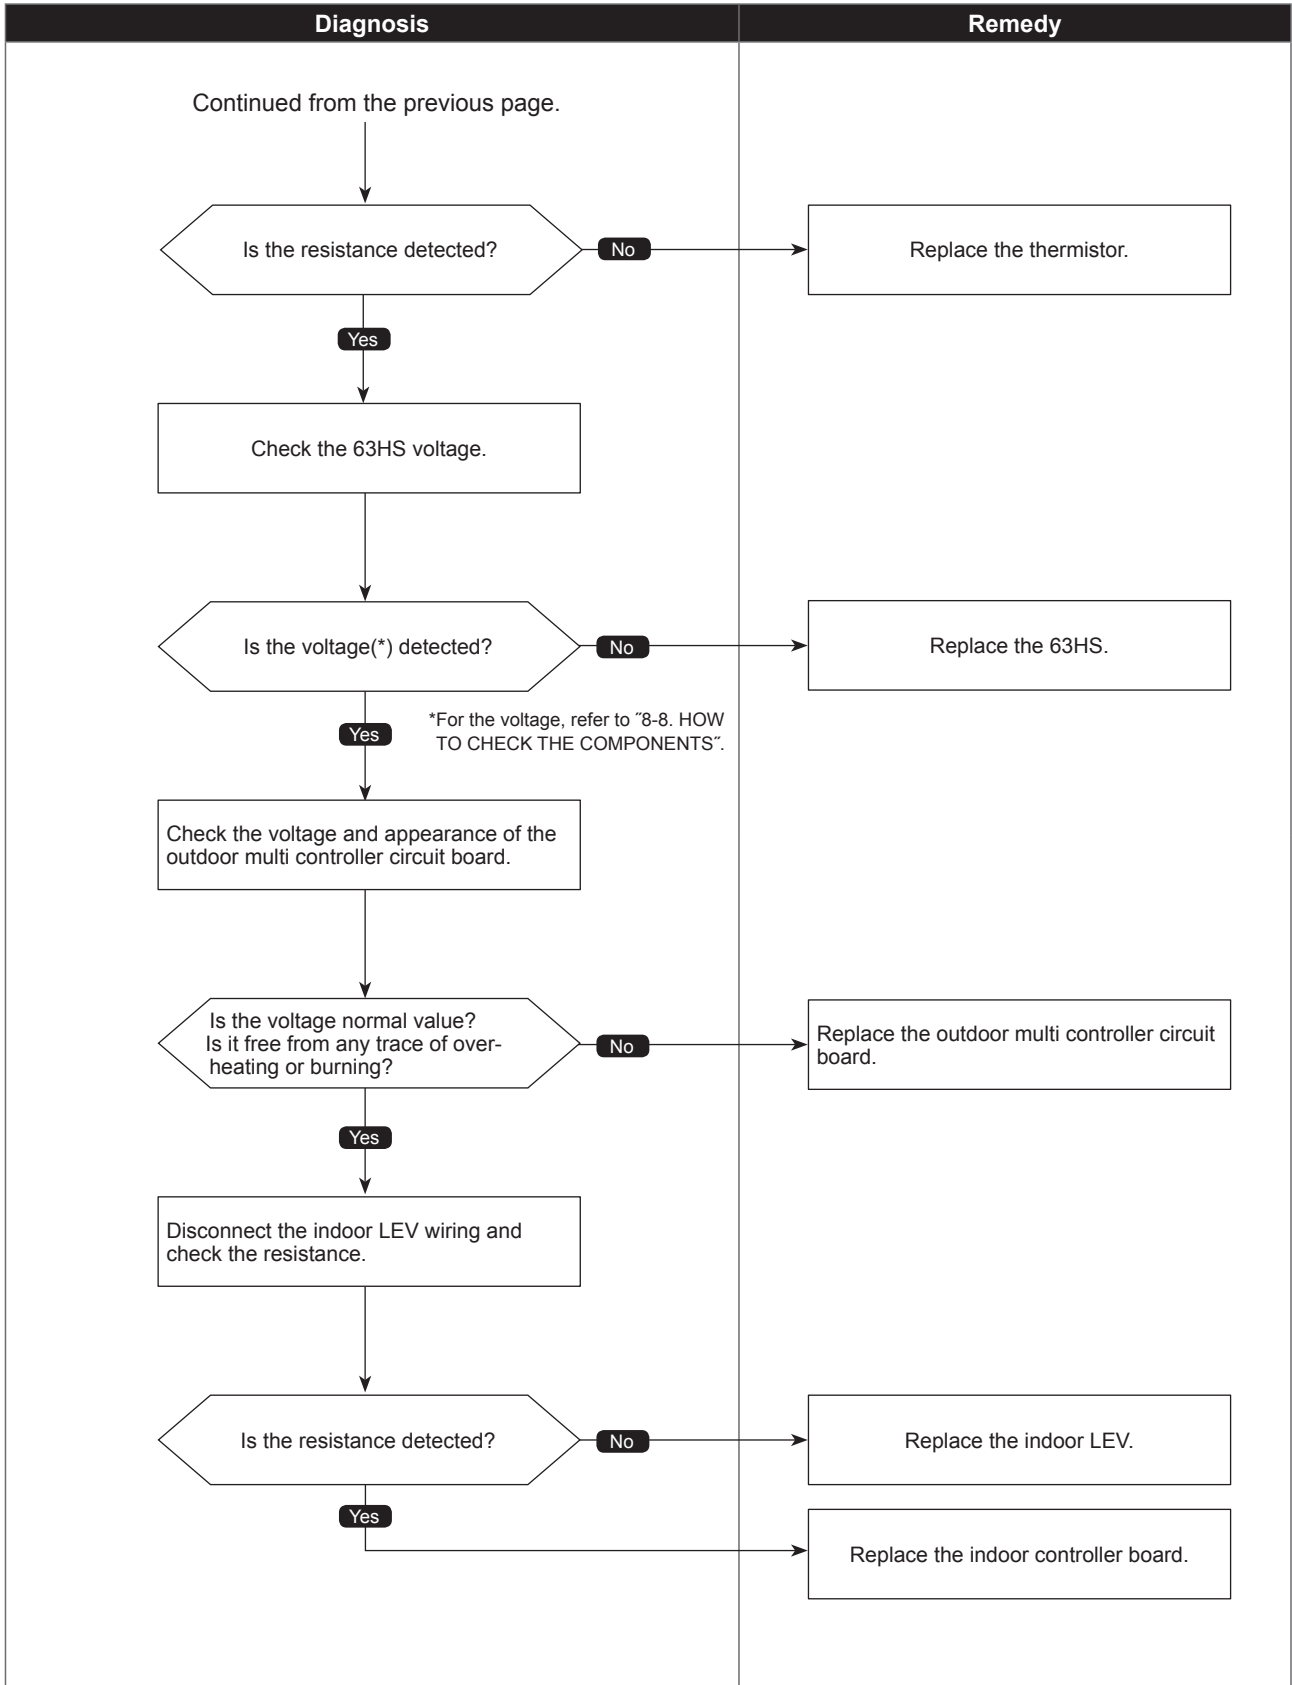 Diagnosis
Remedy
Continued from the previous page.
Is the resistance detected?
No
Replace the thermistor.
Yes
Check the 63HS voltage.
Is the voltage(*) detected?
No
Replace the 63HS.
Yes
*For the voltage, refer to ˝8-8. HOW
TO CHECK THE COMPONENTS˝.
Check the voltage and appearance of the
outdoor multi controller circuit board.
Is the voltage normal value?
Is it free from any trace of over-
heating or burning?
No
Replace the outdoor multi controller circuit
board.
Yes
Disconnect the indoor LEV wiring and
check the resistance.
Is the resistance detected?
No
Replace the indoor LEV.
Yes
Replace the indoor controller board.